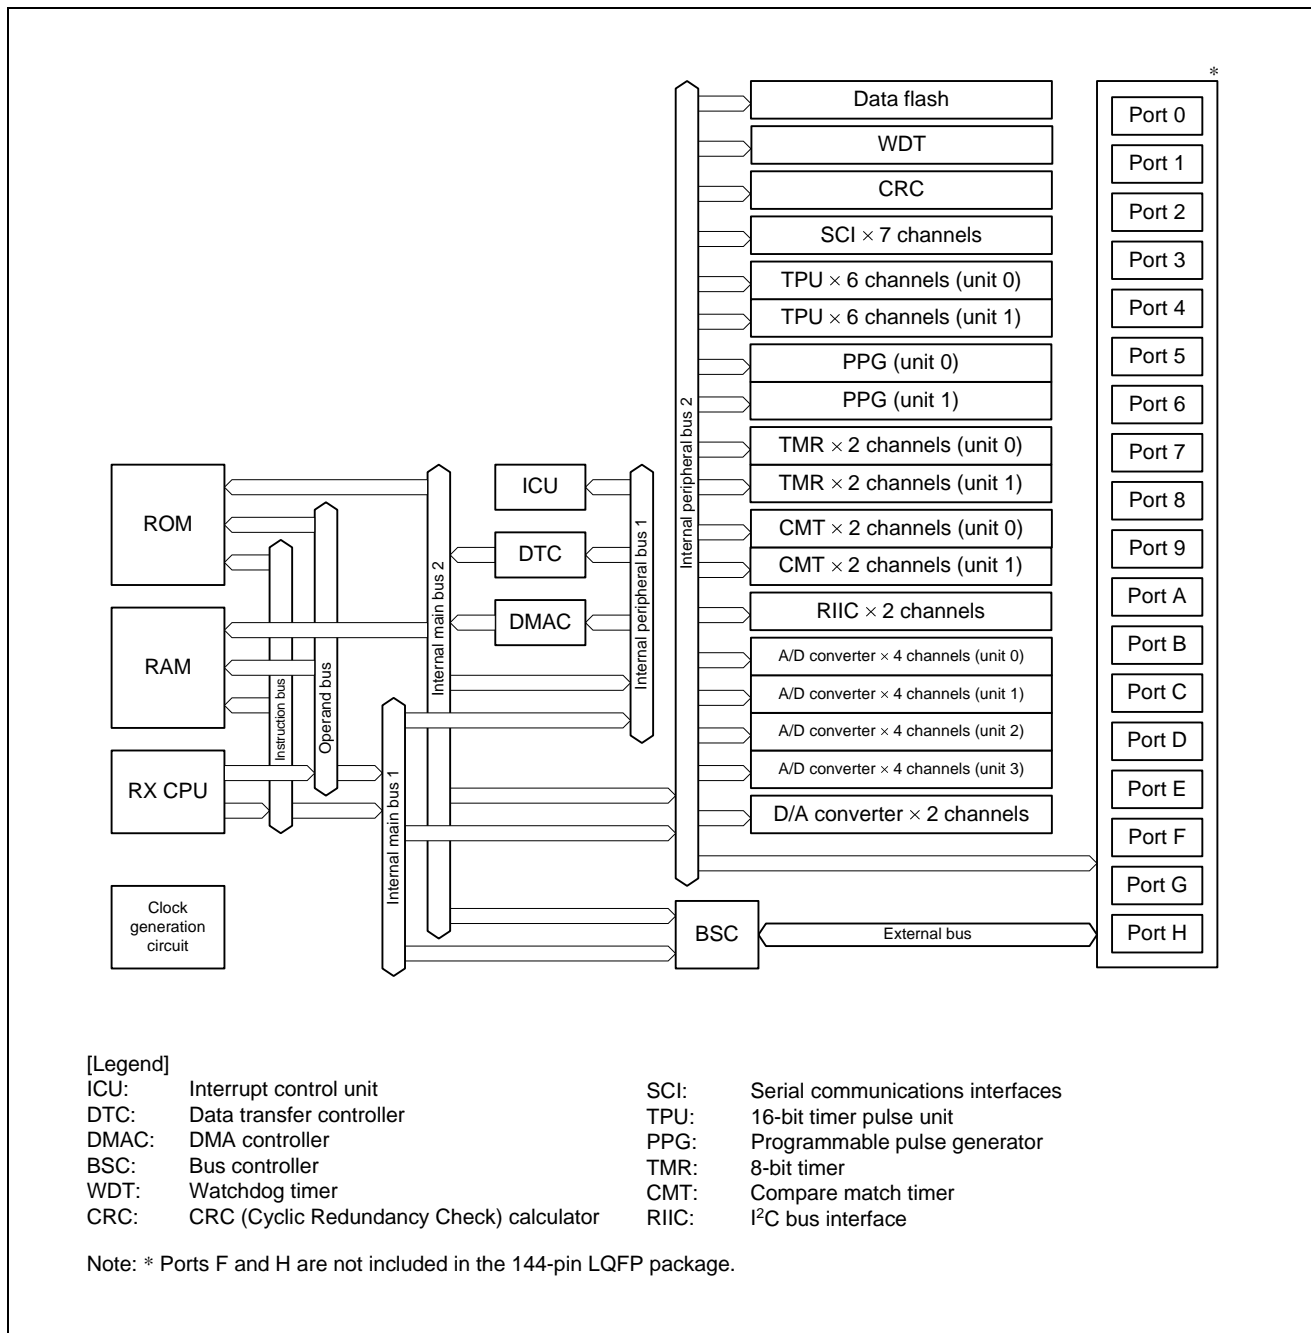 *
Data flash
WDT
CRC
SCI × 7 channels
TPU × 6 channels (unit 0)
TPU × 6 channels (unit 1)
PPG (unit 0)
PPG (unit 1)
TMR × 2 channels (unit 0)
TMR × 2 channels (unit 1)
CMT × 2 channels (unit 0)
CMT × 2 channels (unit 1)
RIIC × 2 channels
A/D converter × 4 channels (unit 0)
A/D converter × 4 channels (unit 1)
A/D converter × 4 channels (unit 2)
A/D converter × 4 channels (unit 3)
D/A converter × 2 channels
Port 0
Port 1
Port 2
Port 3
Port 4
Port 5
Port 6
Port 7
Port 8
Port 9
Port A
Port B
Port C
Port D
Port E
Port F
Port G
Port H
ROM
RAM
RX CPU
Clock
generation
circuit
Instruction bus
Operand bus
Internal main bus 1
Internal main bus 2
ICU
DTC
DMAC
Internal peripheral bus 1
Internal peripheral bus 2
BSC
External bus
[Legend]
ICU: Interrupt control unit
DTC: Data transfer controller
DMAC: DMA controller
BSC: Bus controller
WDT: Watchdog timer
CRC: CRC (Cyclic Redundancy Check) calculator
SCI: Serial communications interfaces
TPU: 16-bit timer pulse unit
PPG: Programmable pulse generator
TMR: 8-bit timer
CMT: Compare match timer
RIIC: I²C bus interface
Note: * Ports F and H are not included in the 144-pin LQFP package.